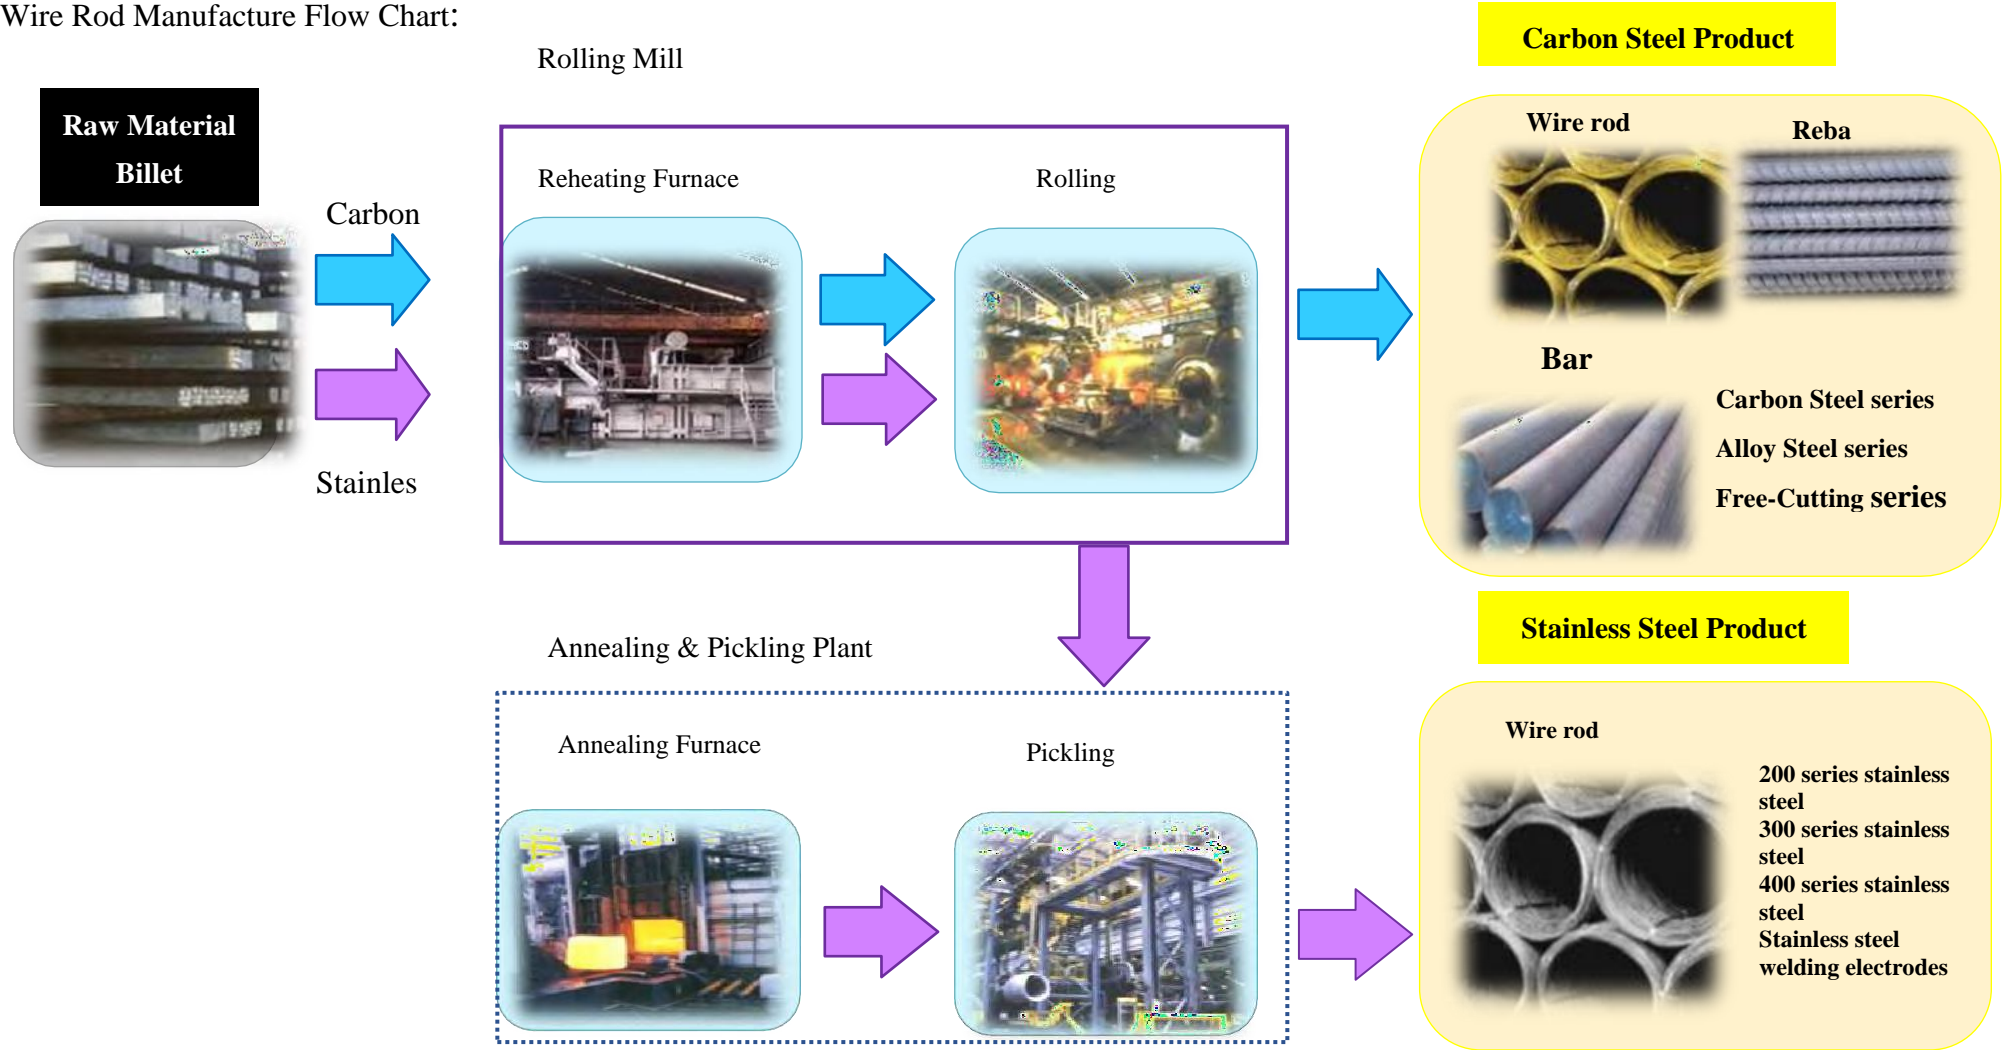 Wire Rod Manufacture Flow Chart:
Rolling Mill
Carbon Steel Product
Raw Material
Billet
Carbon
Stainles
Reheating Furnace
Rolling
Wire rod
Reba
Bar
Carbon Steel series
Alloy Steel series
Free-Cutting series
Annealing & Pickling Plant
Stainless Steel Product
Annealing Furnace
Pickling
Wire rod
200 series stainless
steel
300 series stainless
steel
400 series stainless
steel
Stainless steel
welding electrodes